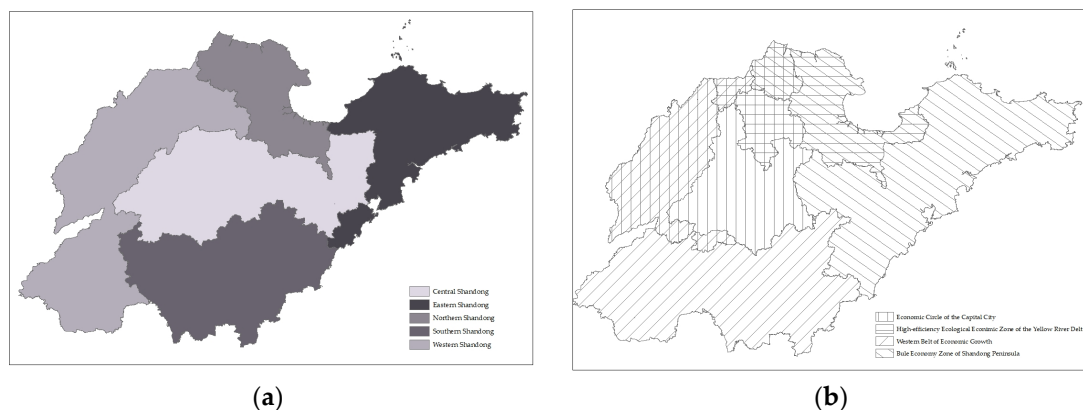 Central Shandong
Eastern Shandong
Northern Shandong
Southern Shandong
Western Shandong
Economic Circle of the Capital City
High-efficiency Ecological Econimic Zone of the Yellow River Delt
Western Belt of Economic Growth
Bule Economy Zone of Shandong Peninsula
(a)
(b)